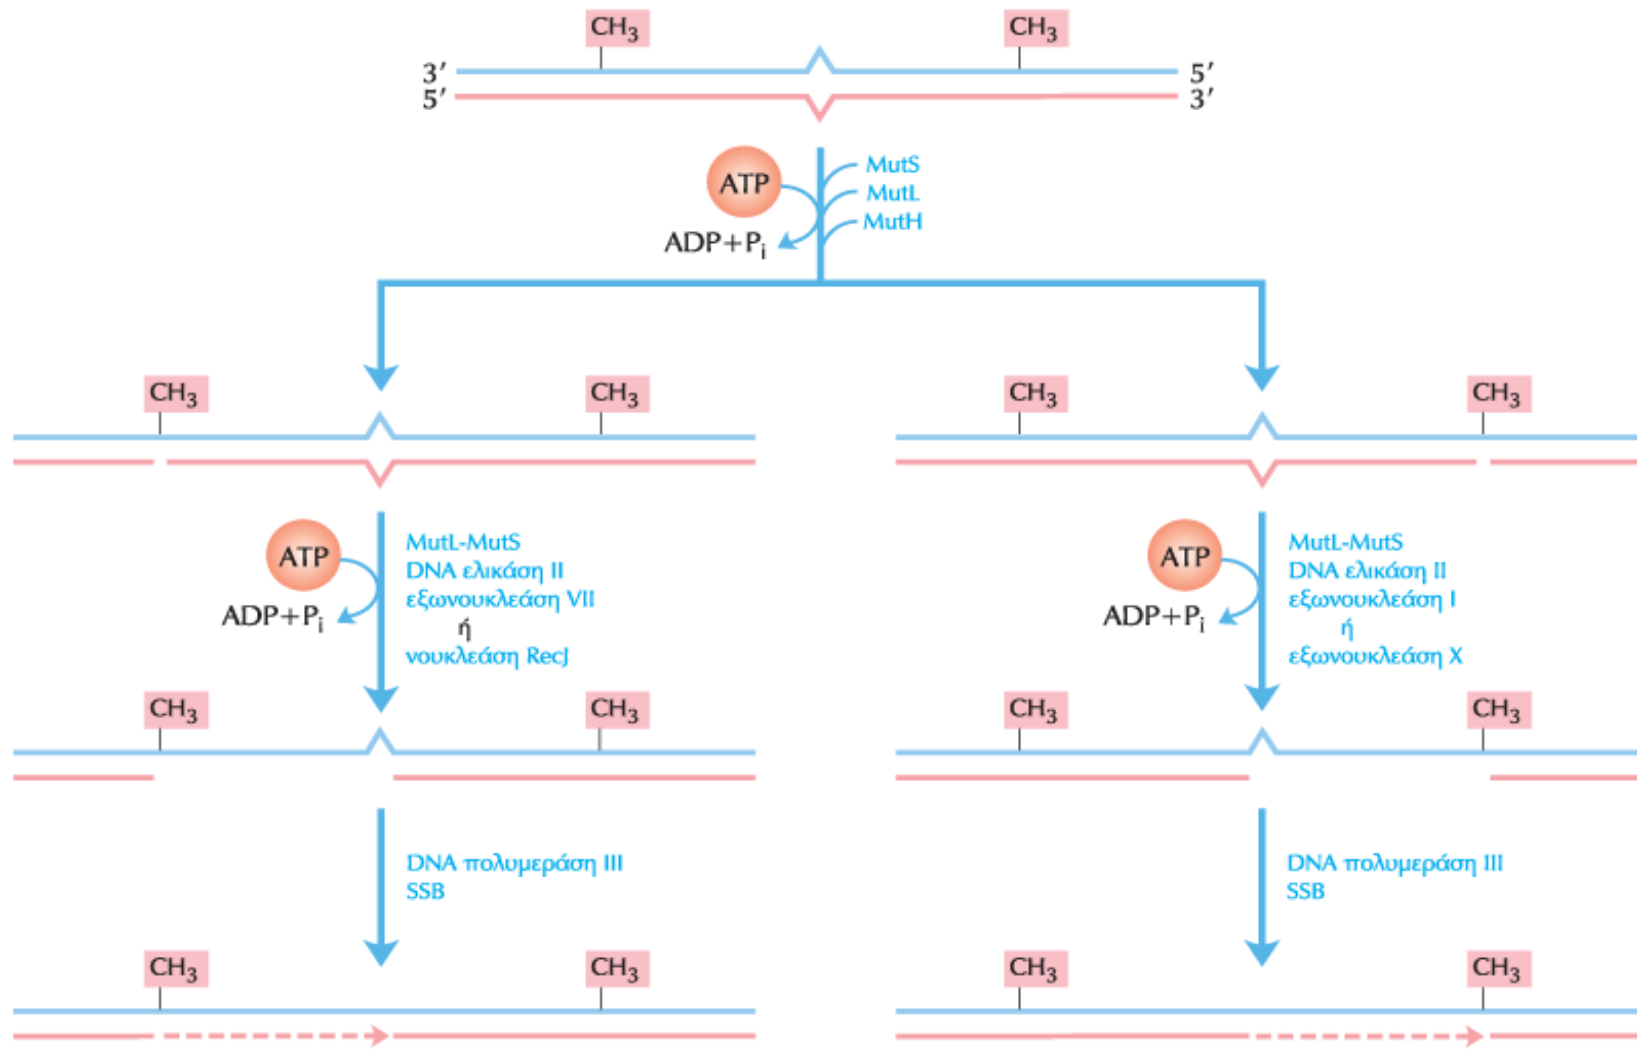 CH3 CH3
3′ 5′
5′ 3′
ATP
ADP+Pi
MutS
MutL
MutH
CH3 CH3
ATP
ADP+Pi
MutL-MutS
DNA ελικάση II
εξωνουκλεάση VII
ή
νουκλεάση RecJ
CH3 CH3
DNA πολυμεράση III
SSB
CH3 CH3
CH3 CH3
ATP
ADP+Pi
MutL-MutS
DNA ελικάση II
εξωνουκλεάση I
ή
εξωνουκλεάση X
CH3 CH3
DNA πολυμεράση III
SSB
CH3 CH3